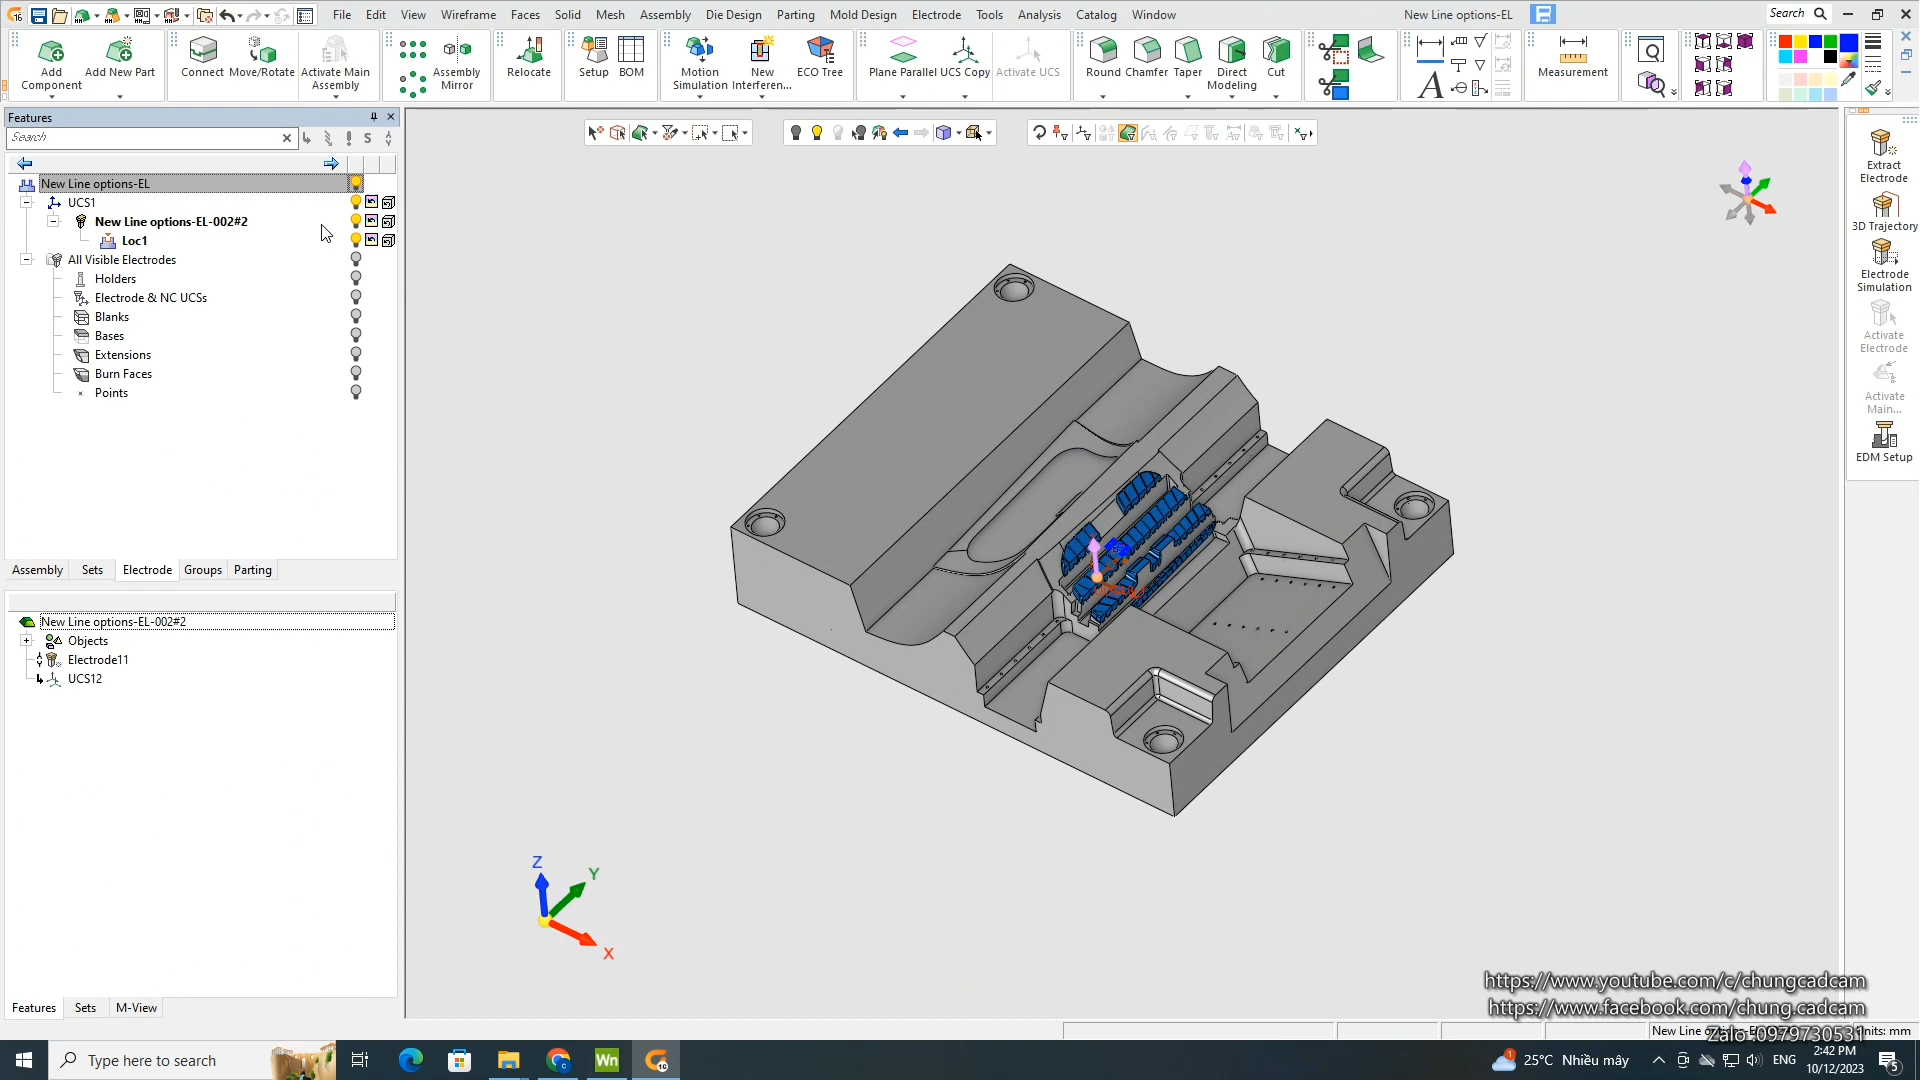 File Edit View Wireframe Faces Solid Mesh Assembly Die Design Parting Mold Design Electrode Tools Analysis Catalog Window
New Line options-EL
Search
Add Component
Add New Part
Connect
Move/Rotate
Activate Main Assembly
Assembly Mirror
Relocate
Setup
BOM
Motion Simulation
New Interferen...
ECO Tree
Plane
Parallel
UCS Copy
Activate UCS
Round
Chamfer
Taper
Direct Modeling
Cut
Measurement
Features
Search
New Line options-EL
UCS1
New Line options-EL-002#2
Loc1
All Visible Electrodes
Holders
Electrode & NC UCSs
Blanks
Bases
Extensions
Burn Faces
Points
Assembly Sets Electrode Groups Parting
New Line options-EL-002#2
Objects
Electrode11
UCS12
Features Sets M-View
Z
Y
X
Extract Electrode
3D Trajectory
Electrode Simulation
Activate Electrode
Activate Main...
EDM Setup
https://www.youtube.com/c/chungcadcam
https://www.facebook.com/chung.cadcam
Zalo:0979730531
Type here to search
25°C Nhiều mây
ENG
2:42 PM
10/12/2023
5